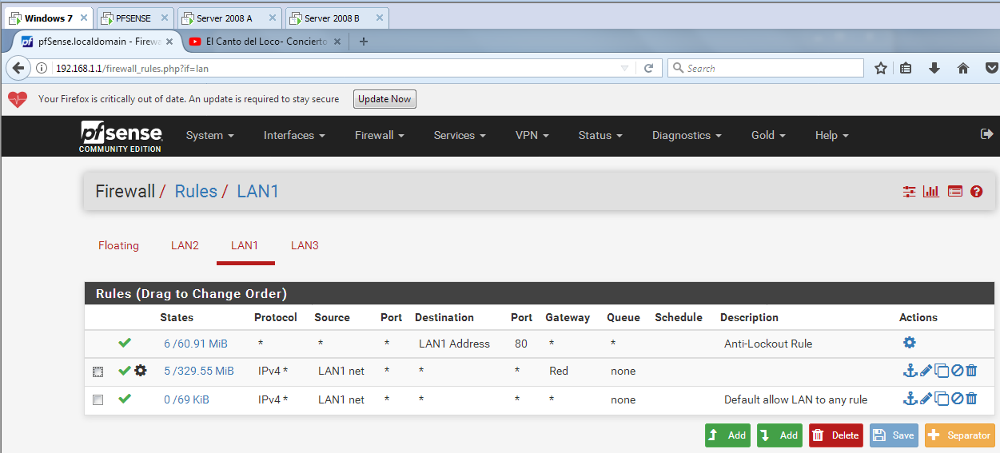 Windows 7 PFSENSE Server 2008 A Server 2008 B
pfSense.localdomain - Firewa El Canto del Loco- Concierto
192.168.1.1/firewall_rules.php?if=lan Search
Your Firefox is critically out of date. An update is required to stay secure Update Now
pfsense System Interfaces Firewall Services VPN Status Diagnostics Gold Help
COMMUNITY EDITION
Firewall / Rules / LAN1
Floating LAN2 LAN1 LAN3
Rules (Drag to Change Order)
States Protocol Source Port Destination Port Gateway Queue Schedule Description Actions
6 /60.91 MiB * * * LAN1 Address 80 * * Anti-Lockout Rule
5 /329.55 MiB IPv4 * LAN1 net * * * Red none
0 /69 KiB IPv4 * LAN1 net * * * * none Default allow LAN to any rule
Add Add Delete Save Separator